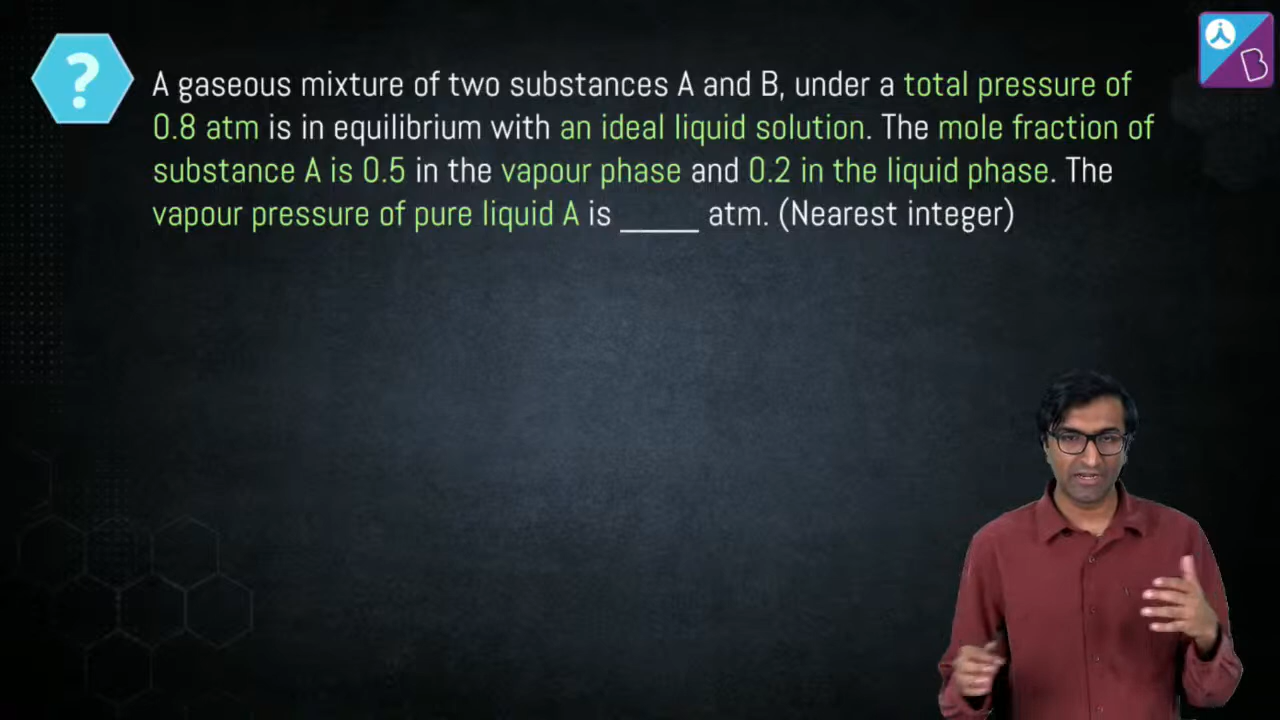 ?
A gaseous mixture of two substances A and B, under a total pressure of
0.8 atm is in equilibrium with an ideal liquid solution. The mole fraction of
substance A is 0.5 in the vapour phase and 0.2 in the liquid phase. The
vapour pressure of pure liquid A is _____ atm. (Nearest integer)
B